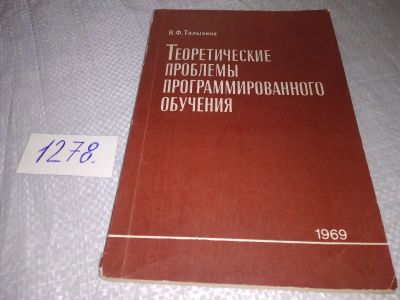 Н. Ф. Талызина
ТЕОРЕТИЧЕСКИЕ
ПРОБЛЕМЫ
ПРОГРАММИРОВАННОГО
ОБУЧЕНИЯ
1969
1278.